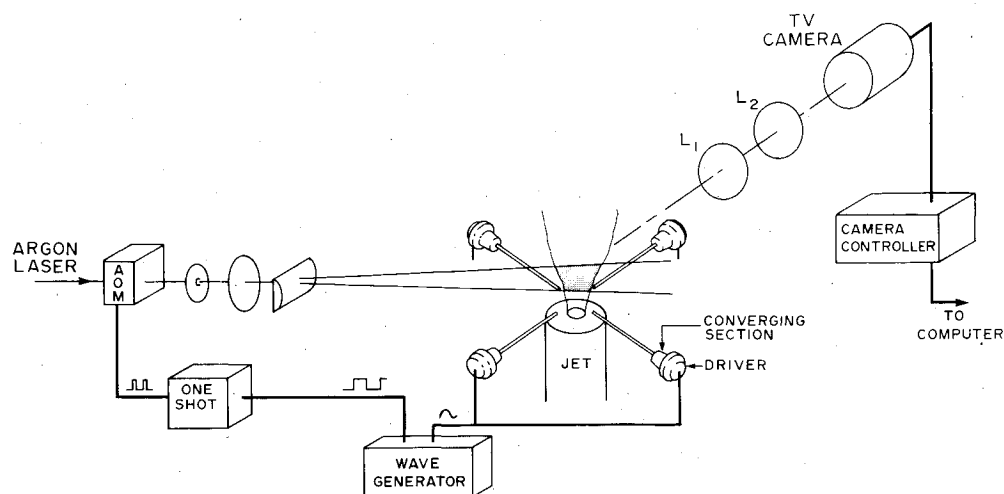 TV
CAMERA
L2
L1
ARGON
LASER
AOM
CAMERA
CONTROLLER
TO
COMPUTER
CONVERGING
SECTION
JET
DRIVER
ONE
SHOT
WAVE
GENERATOR